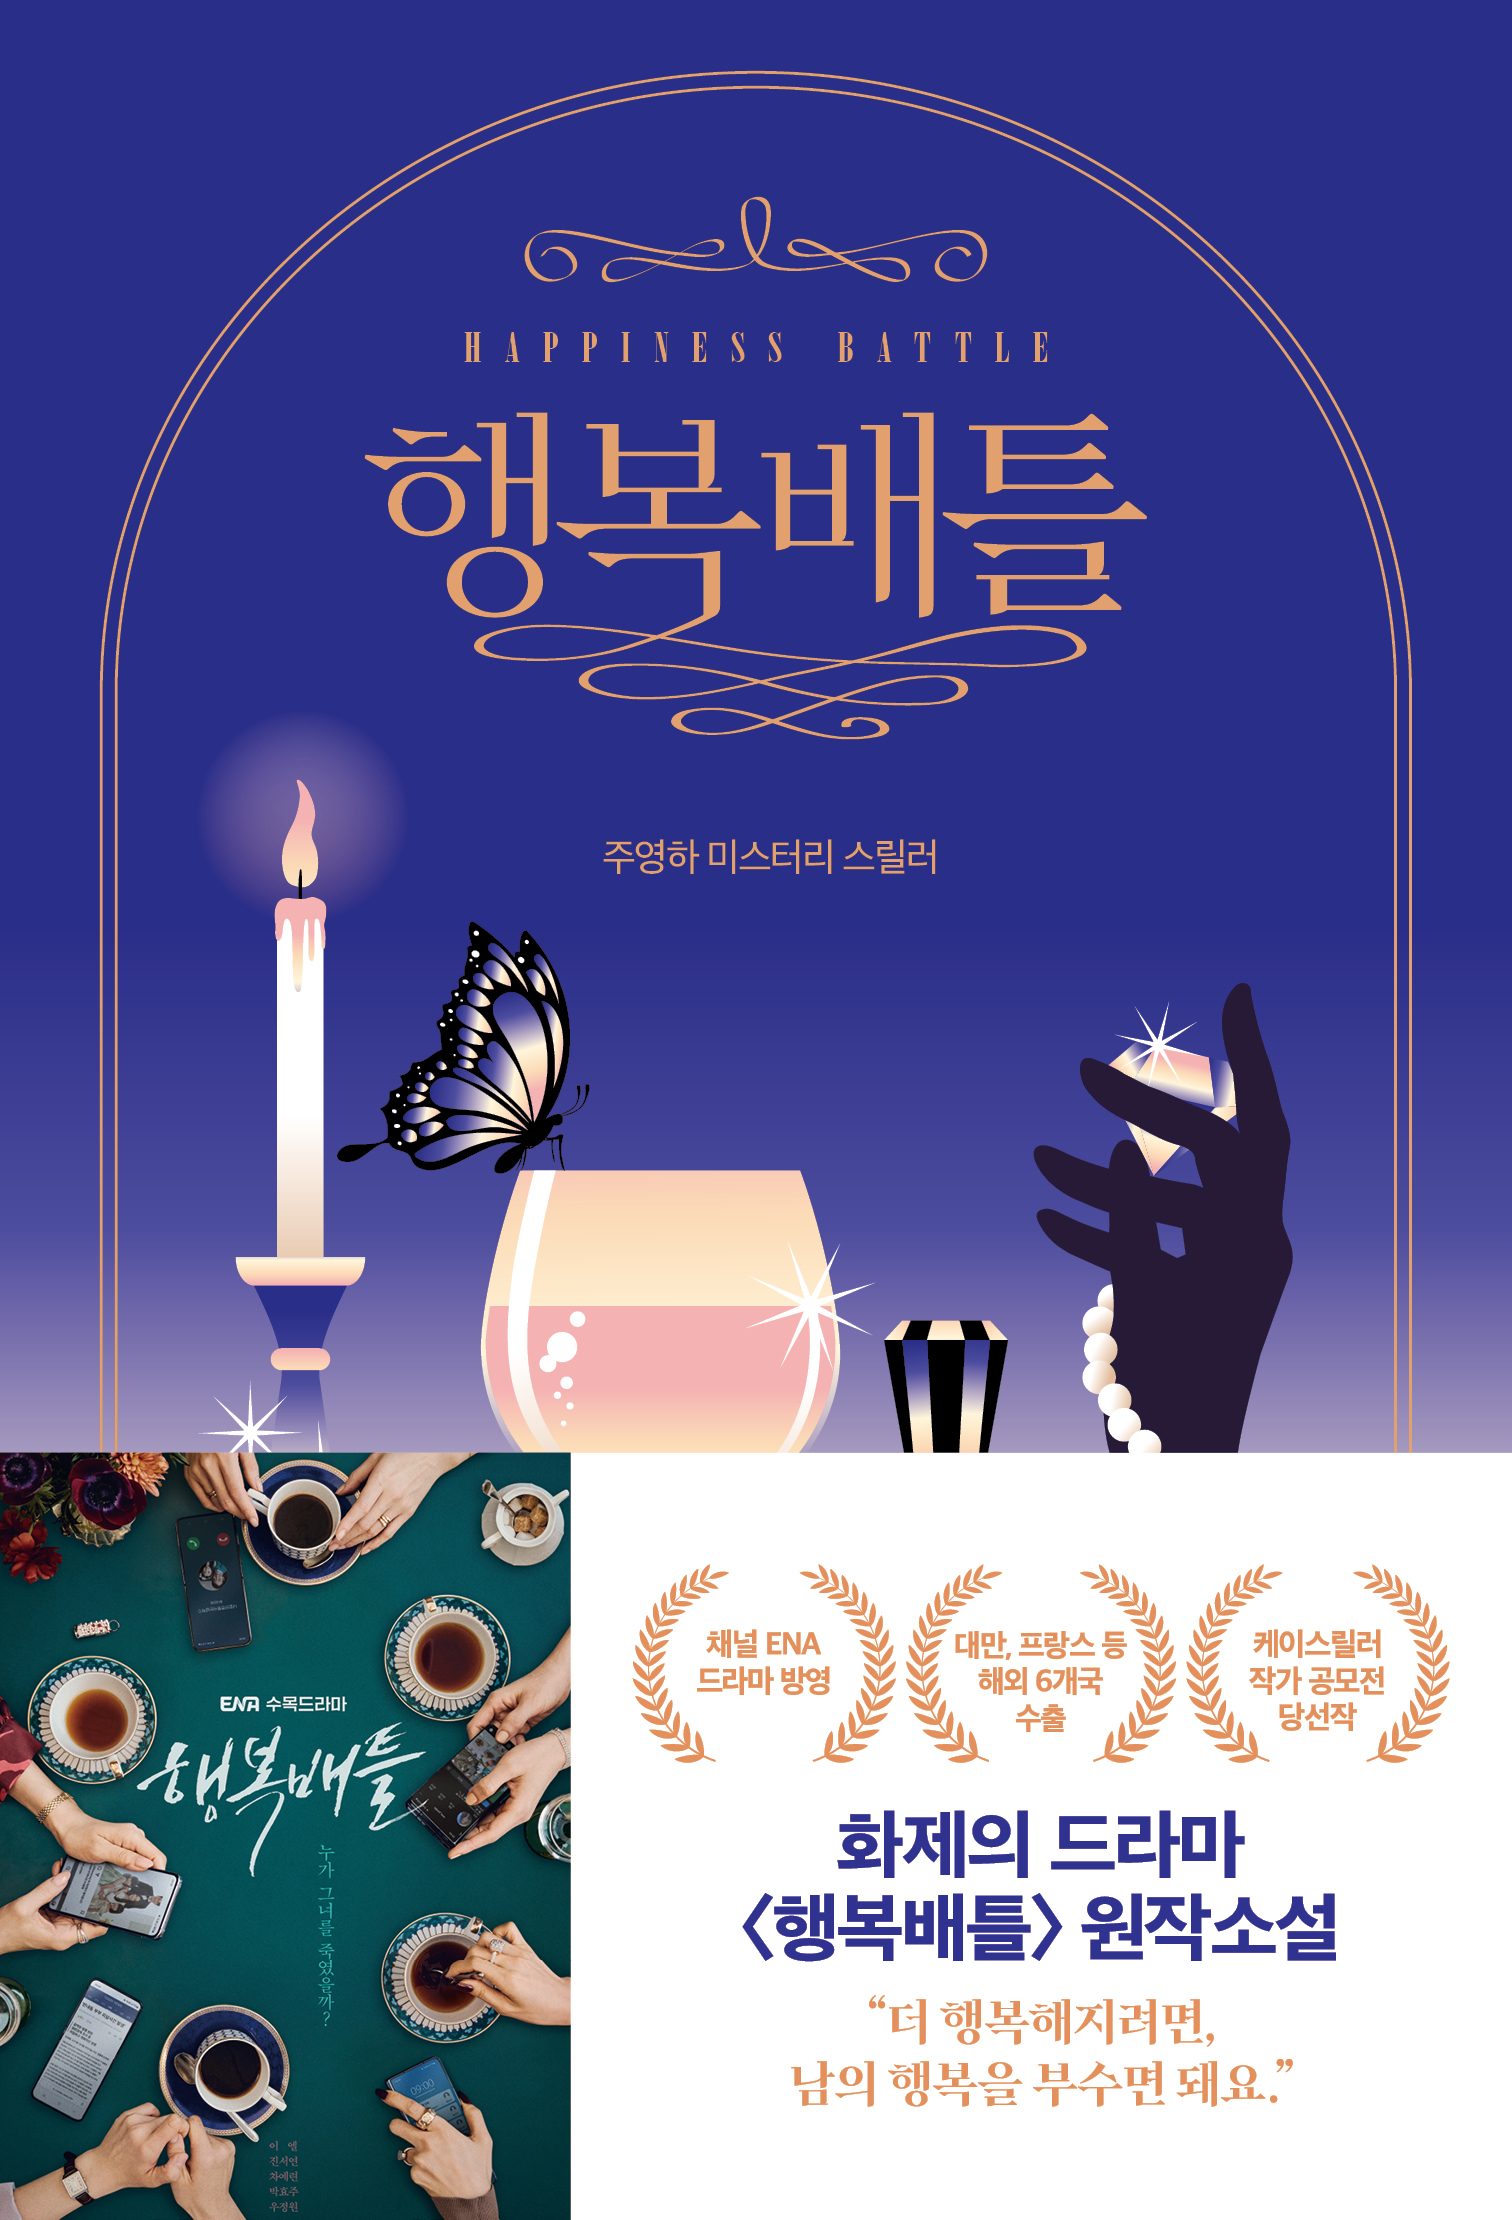 HAPPINESS BATTLE
행복배틀
주영하 미스터리 스릴러
채널 ENA
드라마 방영
대만, 프랑스 등
해외 6개국
수출
케이스릴러
작가 공모전
당선작
화제의 드라마
〈행복배틀〉 원작소설
“더 행복해지려면,
남의 행복을 부수면 돼요.”
ENA 수목드라마
행복배틀
누가 그녀를 죽였을까?
09:00
이 엘
진서연
차예련
박효주
우정원